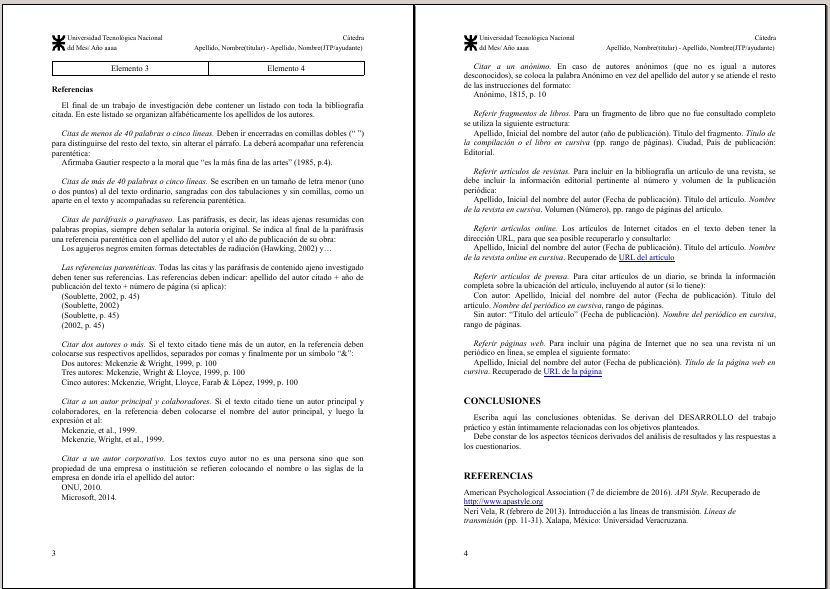 Universidad Tecnológica Nacional Cátedra
dd Mes/ Año aaaa Apellido, Nombre(titular) - Apellido, Nombre(JTP/ayudante)
Elemento 3 Elemento 4
Referencias
El final de un trabajo de investigación debe contener un listado con toda la bibliografía
citada. En este listado se organizan alfabéticamente los apellidos de los autores.
Citas de menos de 40 palabras o cinco líneas. Deben ir encerradas en comillas dobles (“ ”)
para distinguirse del resto del texto, sin alterar el párrafo. La deberá acompañar una referencia
parentética:
Afirmaba Gautier respecto a la moral que “es la más fina de las artes” (1985, p.4).
Citas de más de 40 palabras o cinco líneas. Se escriben en un tamaño de letra menor (uno
o dos puntos) al del texto ordinario, sangradas con dos tabulaciones y sin comillas, como un
aparte en el texto y acompañadas su referencia parentética.
Citas de paráfrasis o parafraseo. Las paráfrasis, es decir, las ideas ajenas resumidas con
palabras propias, siempre deben señalar la autoría original. Se indica al final de la paráfrasis
una referencia parentética con el apellido del autor y el año de publicación de su obra:
Los agujeros negros emiten formas detectables de radiación (Hawking, 2002) y…
Las referencias parentéticas. Todas las citas y las paráfrasis de contenido ajeno investigado
deben tener sus referencias. Las referencias deben indicar: apellido del autor citado + año de
publicación del texto + número de página (si aplica):
(Soublette, 2002, p. 45)
(Soublette, 2002)
(Soublette, p. 45)
(2002, p. 45)
Citar dos autores o más. Si el texto citado tiene más de un autor, en la referencia deben
colocarse sus respectivos apellidos, separados por comas y finalmente por un símbolo “&”:
Dos autores: Mckenzie & Wright, 1999, p. 100
Tres autores: Mckenzie, Wright & Lloyce, 1999, p. 100
Cinco autores: Mckenzie, Wright, Lloyce, Farab & López, 1999, p. 100
Citar a un autor principal y colaboradores. Si el texto citado tiene un autor principal y
colaboradores, en la referencia deben colocarse el nombre del autor principal, y luego la
expresión et al:
Mckenzie, et al., 1999.
Mckenzie, Wright, et al., 1999.
Citar a un autor corporativo. Los textos cuyo autor no es una persona sino que son
propiedad de una empresa o institución se refieren colocando el nombre o las siglas de la
empresa en donde iría el apellido del autor:
ONU, 2010.
Microsoft, 2014.
3
Universidad Tecnológica Nacional Cátedra
dd Mes/ Año aaaa Apellido, Nombre(titular) - Apellido, Nombre(JTP/ayudante)
Citar a un anónimo. En caso de autores anónimos (que no es igual a autores
desconocidos), se coloca la palabra Anónimo en vez del apellido del autor y se atiende el resto
de las instrucciones del formato:
Anónimo, 1815, p. 10
Referir fragmentos de libros. Para un fragmento de libro que no fue consultado completo
se utiliza la siguiente estructura:
Apellido, Inicial del nombre del autor (año de publicación). Título del fragmento. Título de
la compilación o el libro en cursiva (pp. rango de páginas). Ciudad, País de publicación:
Editorial.
Referir artículos de revistas. Para incluir en la bibliografía un artículo de una revista, se
debe incluir la información editorial pertinente al número y volumen de la publicación
periódica:
Apellido, Inicial del nombre del autor (Fecha de publicación). Título del artículo. Nombre
de la revista en cursiva. Volumen (Número), pp. rango de páginas del artículo.
Referir artículos online. Los artículos de Internet citados en el texto deben tener la
dirección URL, para que sea posible recuperarlo y consultarlo:
Apellido, Inicial del nombre del autor (Fecha de publicación). Título del artículo. Nombre
de la revista online en cursiva. Recuperado de URL del artículo
Referir artículos de prensa. Para citar artículos de un diario, se brinda la información
completa sobre la ubicación del artículo, incluyendo al autor (si lo tiene):
Con autor: Apellido, Inicial del nombre del autor (Fecha de publicación). Título del
artículo. Nombre del periódico en cursiva, rango de páginas.
Sin autor: “Título del artículo” (Fecha de publicación). Nombre del periódico en cursiva,
rango de páginas.
Referir páginas web. Para incluir una página de Internet que no sea una revista ni un
periódico en línea, se emplea el siguiente formato:
Apellido, Inicial del nombre del autor (Fecha de publicación). Título de la página web en
cursiva. Recuperado de URL de la página
CONCLUSIONES
Escriba aquí las conclusiones obtenidas. Se derivan del DESARROLLO del trabajo
práctico y están íntimamente relacionadas con los objetivos planteados.
Debe constar de los aspectos técnicos derivados del análisis de resultados y las respuestas a
los cuestionarios.
REFERENCIAS
American Psychological Association (7 de diciembre de 2016). APA Style. Recuperado de
http://www.apastyle.org
Neri Vela, R (febrero de 2013). Introducción a las líneas de transmisión. Líneas de
transmisión (pp. 11-31). Xalapa, México: Universidad Veracruzana.
4